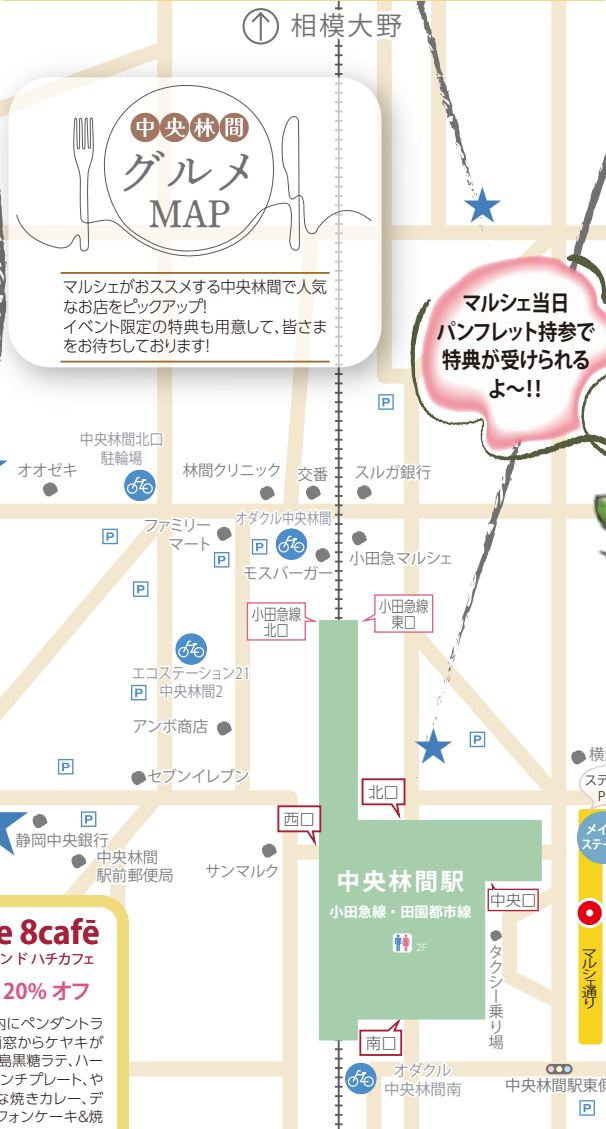 相模大野
中央林間
グルメ
MAP
マルシェがおススメする中央林間で人気
なお店をピックアップ!
イベント限定の特典も用意して、皆さま
をお待ちしております!
マルシェ当日
パンフレット持参で
特典が受けられる
よ〜!!
P
中央林間北口
駐輪場
オオゼキ
林間クリニック
交番
スルガ銀行
ファミリー
マート
オダクル中央林間
P
P
P
モスバーガー
小田急マルシェ
P
小田急線
北口
小田急線
東口
エコステーション21
中央林間2
P
アンボ商店
P
P
セブンイレブン
横
ステ
P
北口
西口
メイ
ステー
P
静岡中央銀行
中央林間
駅前郵便局
サンマルク
中央林間駅
小田急線・田園都市線
2F
中央口
タクシー乗り場
マルシェ通り
e 8cafē
ンド ハチカフェ
20% オフ
内にペンダントラ
窓からケヤキが
島黒糖ラテ、ハー
ンチプレート、や
な焼きカレー、デ
フォンケーキ&焼
南口
オダクル
中央林間南
中央林間駅東側
P